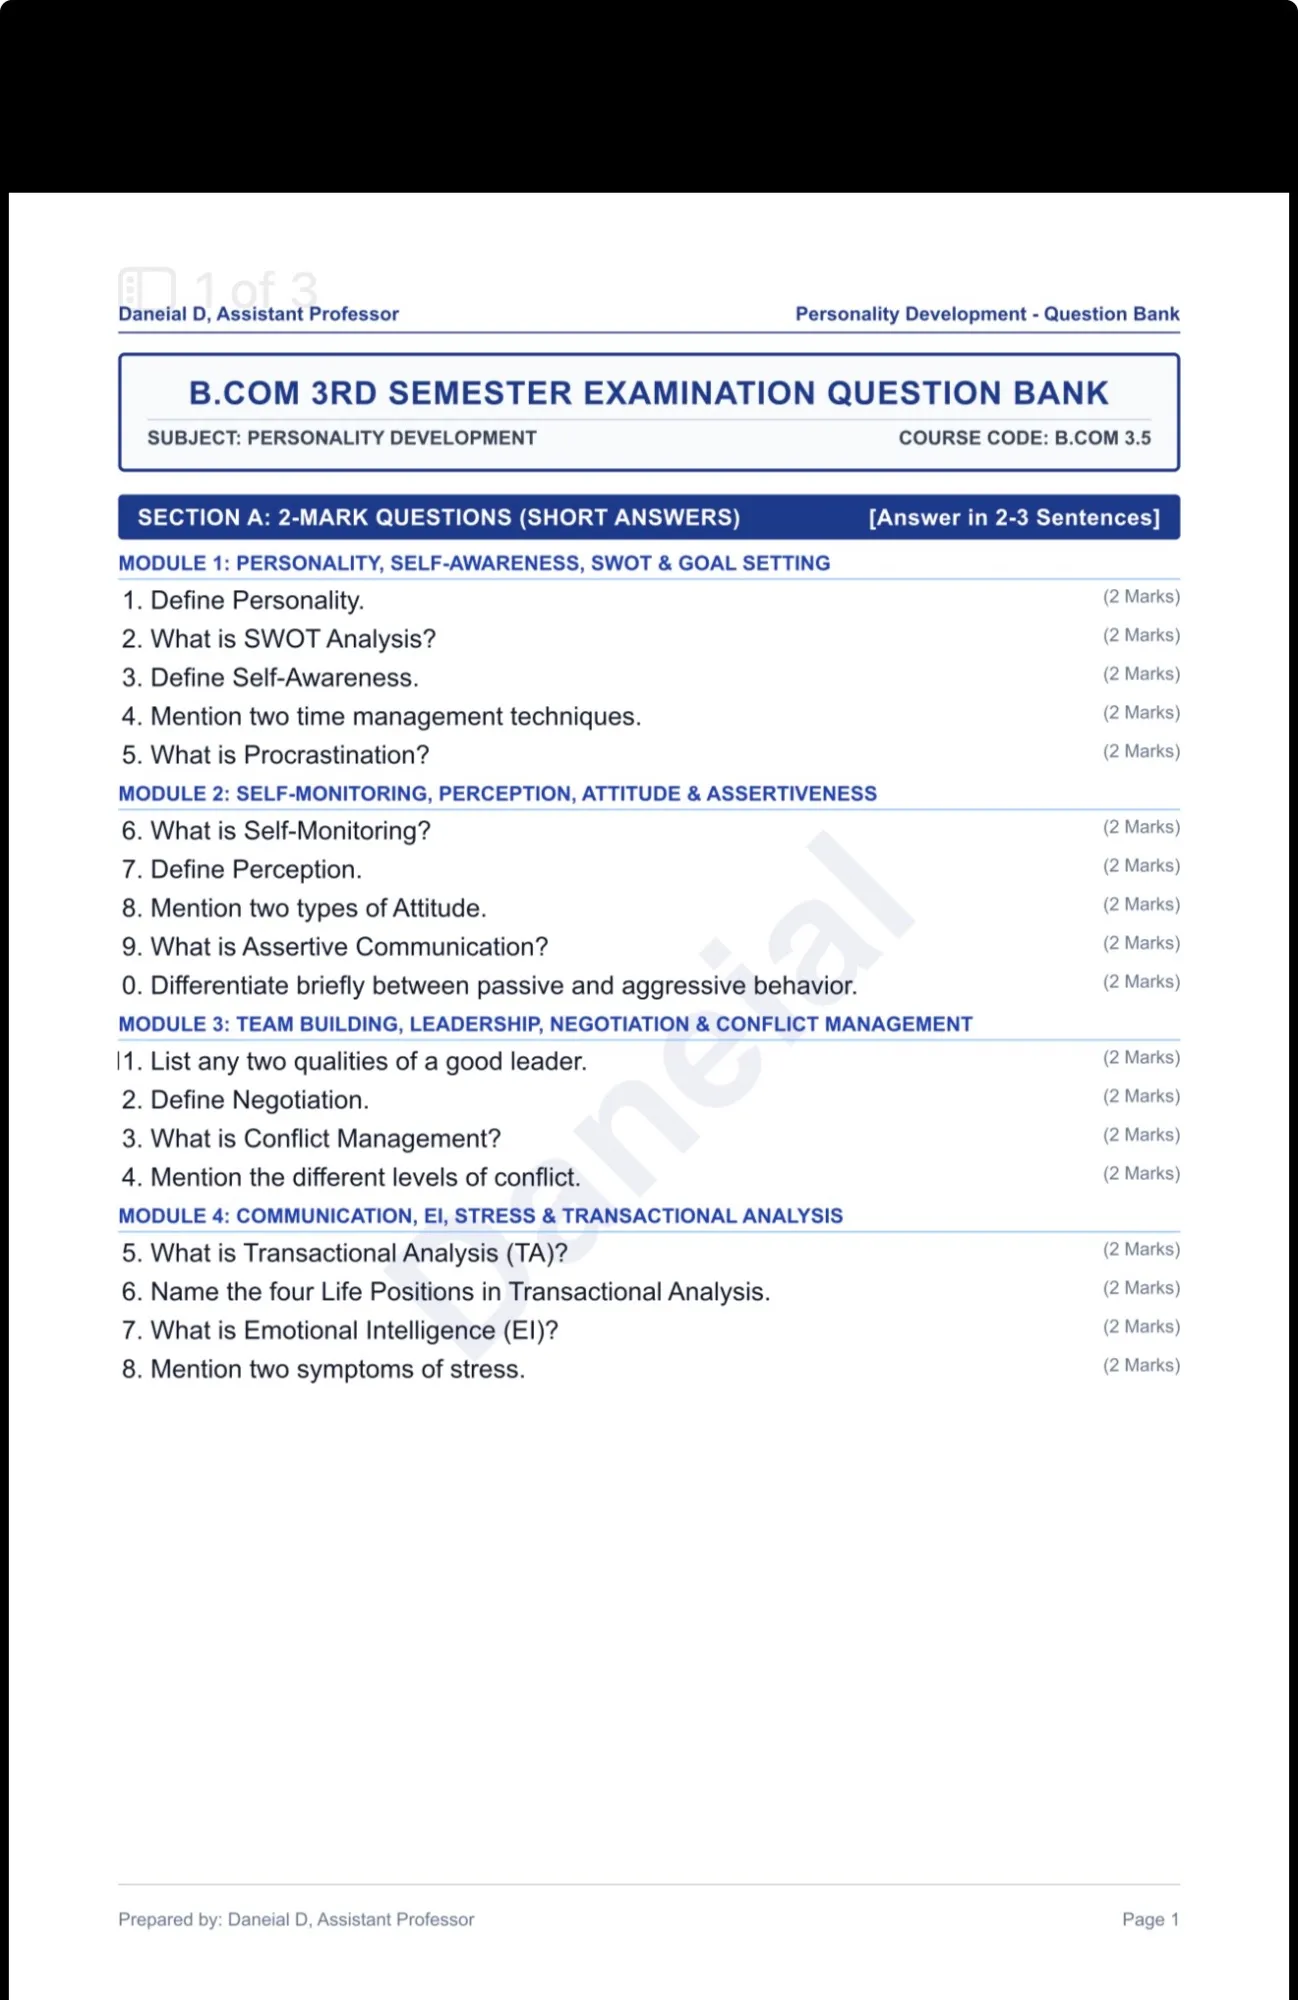 1 of 3
Daneial D, Assistant Professor Personality Development - Question Bank
B.COM 3RD SEMESTER EXAMINATION QUESTION BANK
SUBJECT: PERSONALITY DEVELOPMENT COURSE CODE: B.COM 3.5
SECTION A: 2-MARK QUESTIONS (SHORT ANSWERS) [Answer in 2-3 Sentences]
MODULE 1: PERSONALITY, SELF-AWARENESS, SWOT & GOAL SETTING
1. Define Personality. (2 Marks)
2. What is SWOT Analysis? (2 Marks)
3. Define Self-Awareness. (2 Marks)
4. Mention two time management techniques. (2 Marks)
5. What is Procrastination? (2 Marks)
MODULE 2: SELF-MONITORING, PERCEPTION, ATTITUDE & ASSERTIVENESS
6. What is Self-Monitoring? (2 Marks)
7. Define Perception. (2 Marks)
8. Mention two types of Attitude. (2 Marks)
9. What is Assertive Communication? (2 Marks)
0. Differentiate briefly between passive and aggressive behavior. (2 Marks)
MODULE 3: TEAM BUILDING, LEADERSHIP, NEGOTIATION & CONFLICT MANAGEMENT
11. List any two qualities of a good leader. (2 Marks)
2. Define Negotiation. (2 Marks)
3. What is Conflict Management? (2 Marks)
4. Mention the different levels of conflict. (2 Marks)
MODULE 4: COMMUNICATION, EI, STRESS & TRANSACTIONAL ANALYSIS
5. What is Transactional Analysis (TA)? (2 Marks)
6. Name the four Life Positions in Transactional Analysis. (2 Marks)
7. What is Emotional Intelligence (EI)? (2 Marks)
8. Mention two symptoms of stress. (2 Marks)
Daneial
Prepared by: Daneial D, Assistant Professor Page 1